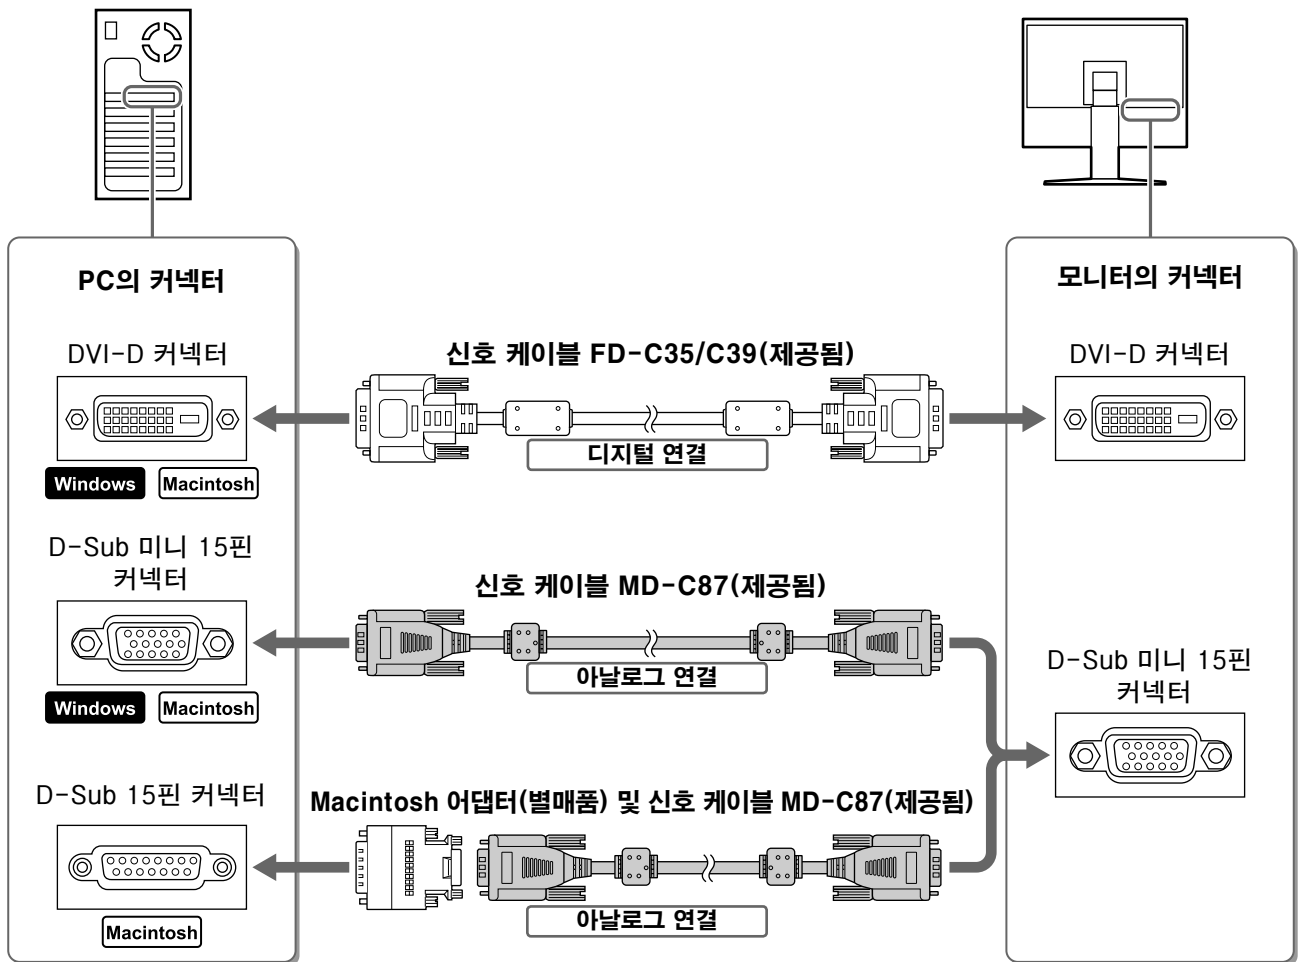 PC의 커넥터
DVI-D 커넥터
Windows Macintosh
D-Sub 미니 15핀
커넥터
Windows Macintosh
D-Sub 15핀 커넥터
Macintosh
신호 케이블 FD-C35/C39(제공됨)
디지털 연결
신호 케이블 MD-C87(제공됨)
아날로그 연결
Macintosh 어댑터(별매품) 및 신호 케이블 MD-C87(제공됨)
아날로그 연결
모니터의 커넥터
DVI-D 커넥터
D-Sub 미니 15핀
커넥터